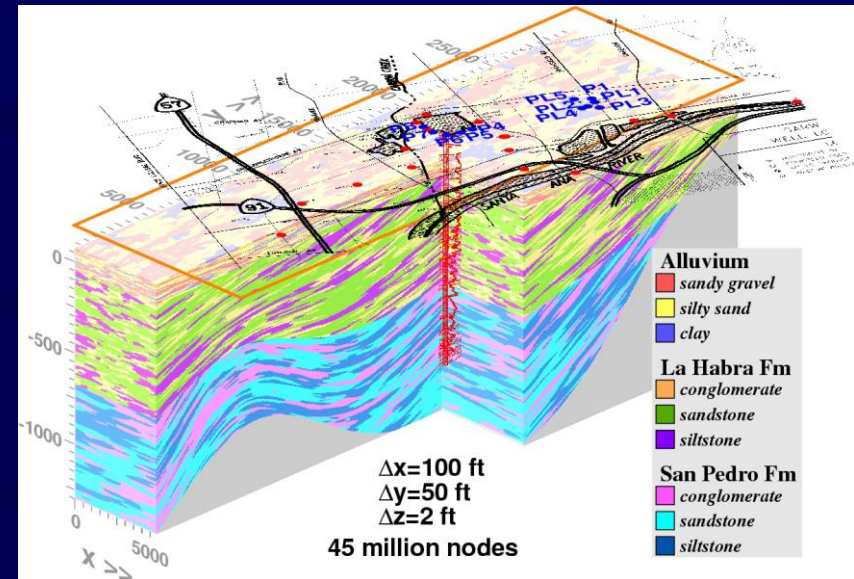 57
91
5000
10000
15000
20000
25000
PL5
P1
PL1
PL3
PL4
SANTA ANA RIVER
0
-500
-1000
0
5000
X >>
Δx=100 ft
Δy=50 ft
Δz=2 ft
45 million nodes
Alluvium
sandy gravel
silty sand
clay
La Habra Fm
conglomerate
sandstone
siltstone
San Pedro Fm
conglomerate
sandstone
siltstone